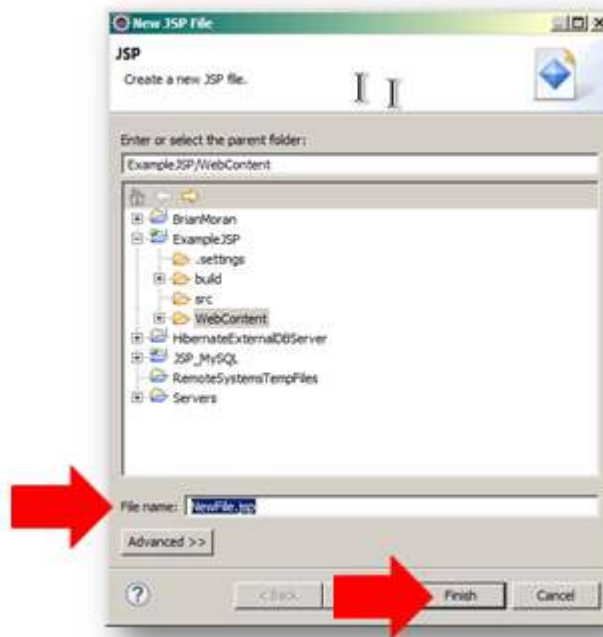 New JSP File
JSP
Create a new JSP file.
Enter or select the parent folder:
ExampleJSP/WebContent
BrianMoran
ExampleJSP
.settings
build
src
WebContent
HibernateExternalDBServer
JSP_MySQL
RemoteSystemsTempFiles
Servers
File name: NewFile.jsp
Advanced >>
? < Back Finish Cancel